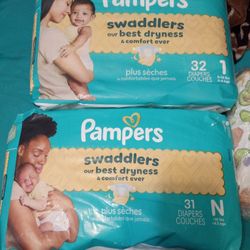 Pampers
swaddlers
our best dryness
& comfort ever
plus sèches
32
DIAPERS
COUCHES
1
Pampers
swaddlers
our best dryness
& comfort ever
plus sèches
31
DIAPERS
COUCHES
N